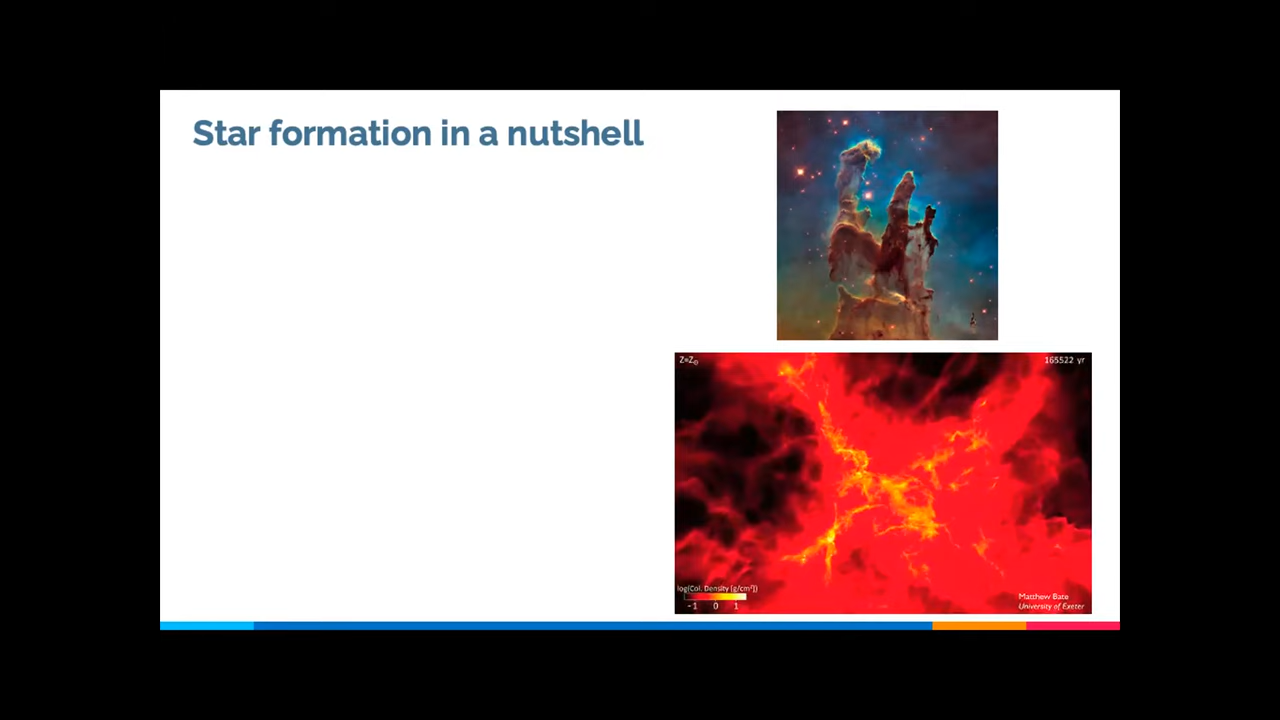 Star formation in a nutshell
Z=Z☉
165522 yr
log(Col. Density [g/cm²])
-1 0 1
Matthew Bate
University of Exeter